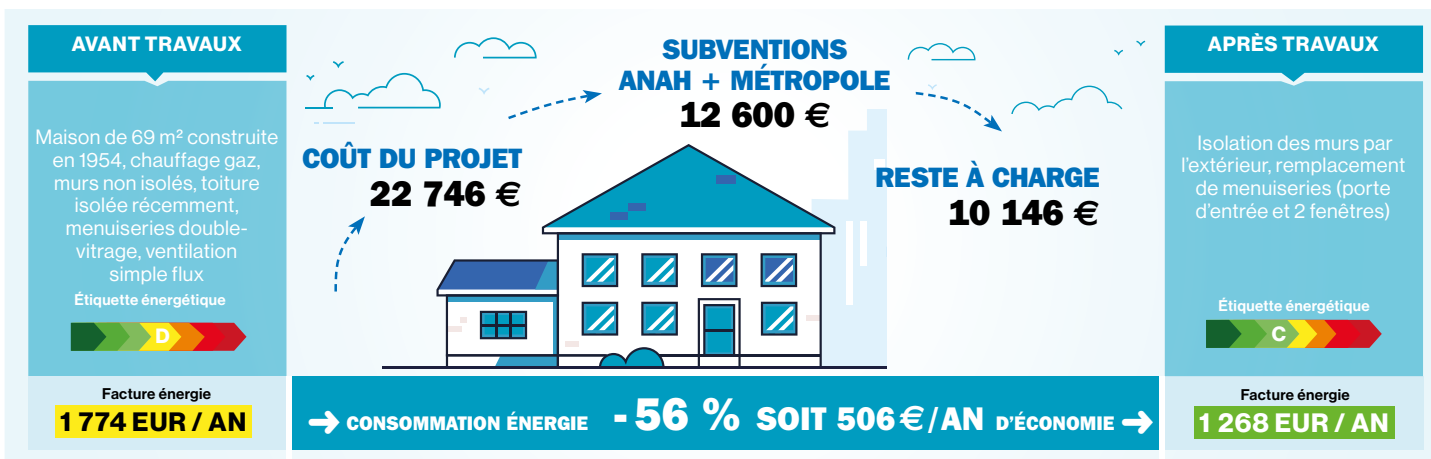 AVANT TRAVAUX
Maison de 69 m² construite
en 1954, chauffage gaz,
murs non isolés, toiture
isolée récemment,
menuiseries double-
vitrage, ventilation
simple flux
Étiquette énergétique
D
Facture énergie
1 774 EUR / AN
COÛT DU PROJET
22 746 €
SUBVENTIONS
ANAH + MÉTROPOLE
12 600 €
RESTE À CHARGE
10 146 €
→ CONSOMMATION ÉNERGIE - 56 % SOIT 506 €/AN D'ÉCONOMIE →
APRÈS TRAVAUX
Isolation des murs par
l'extérieur, remplacement
de menuiseries (porte
d'entrée et 2 fenêtres)
Étiquette énergétique
C
Facture énergie
1 268 EUR / AN